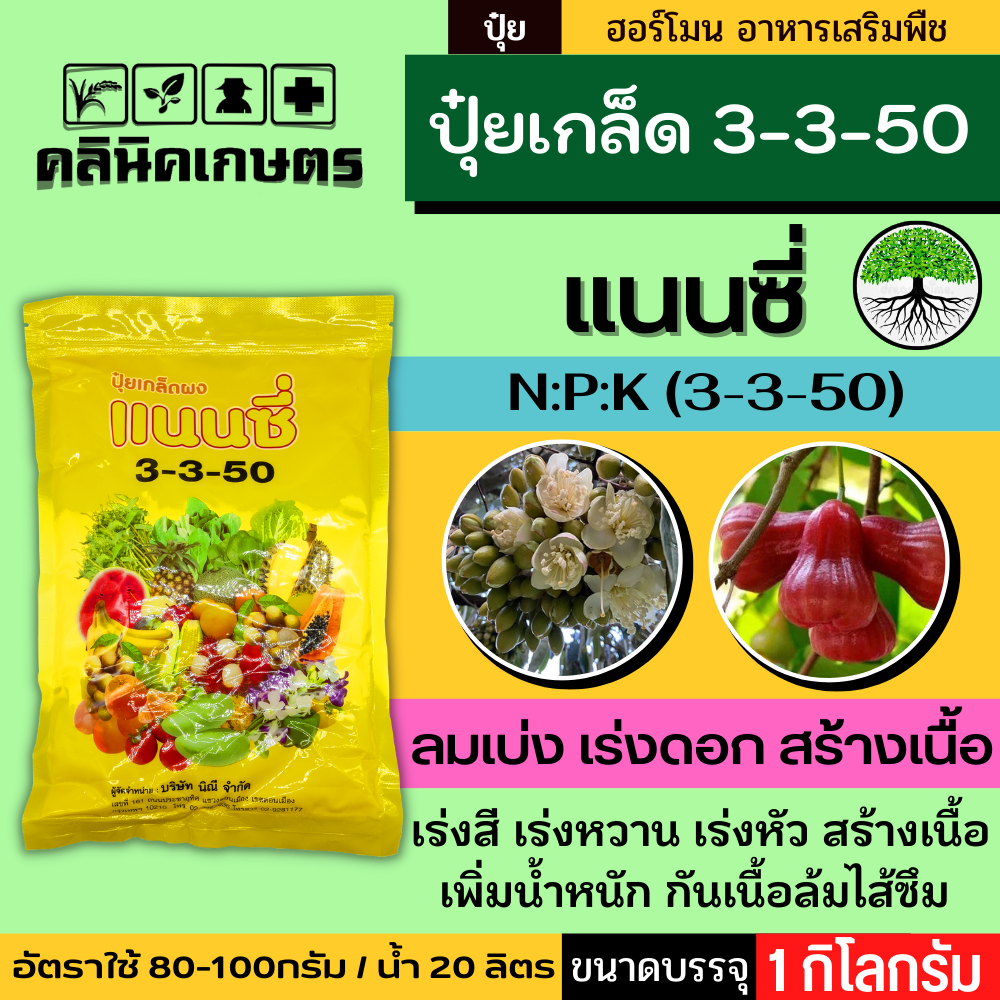 ปุ๋ย
ฮอร์โมน อาหารเสริมพืช
คลินิคเกษตร
ปุ๋ยเกล็ด 3-3-50
แนนซี่
N:P:K (3-3-50)
ปุ๋ยเกล็ดผง
แนนซี่
3-3-50
ผู้จัดจำหน่าย : บริษัท นิณี จำกัด
ลมเบ่ง เร่งดอก สร้างเนื้อ
เร่งสี เร่งหวาน เร่งหัว สร้างเนื้อ
เพิ่มน้ำหนัก กันเนื้อล้มไส้ซึม
อัตราใช้ 80-100กรัม / น้ำ 20 ลิตร
ขนาดบรรจุ
1 กิโลกรัม